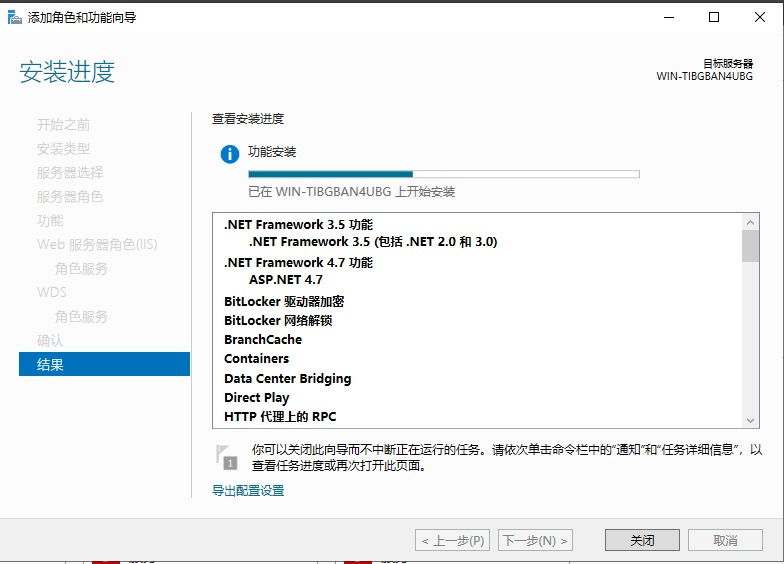 添加角色和功能向导
安装进度
目标服务器
WIN-TIBGBAN4UBG
开始之前
安装类型
服务器选择
服务器角色
功能
Web 服务器角色(IIS)
角色服务
WDS
角色服务
确认
结果
查看安装进度
功能安装
已在 WIN-TIBGBAN4UBG 上开始安装
.NET Framework 3.5 功能
.NET Framework 3.5 (包括 .NET 2.0 和 3.0)
.NET Framework 4.7 功能
ASP.NET 4.7
BitLocker 驱动器加密
BitLocker 网络解锁
BranchCache
Containers
Data Center Bridging
Direct Play
HTTP 代理上的 RPC
1
你可以关闭此向导而不中断正在运行的任务。请依次单击命令栏中的“通知”和“任务详细信息”，以
查看任务进度或再次打开此页面。
导出配置设置
< 上一步(P)
下一步(N) >
关闭
取消